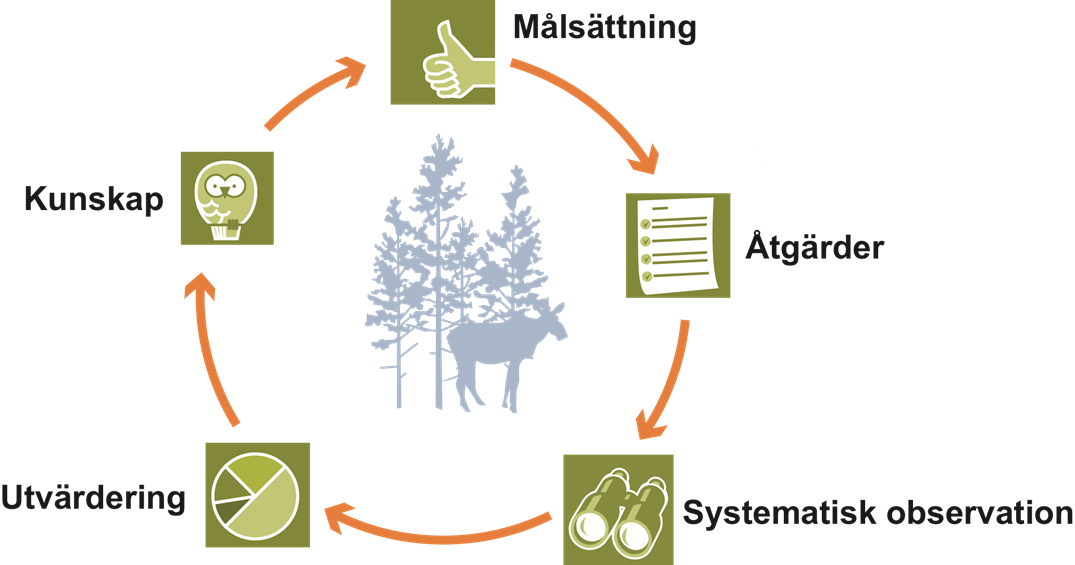 Målsättning
Åtgärder
Systematisk observation
Utvärdering
Kunskap